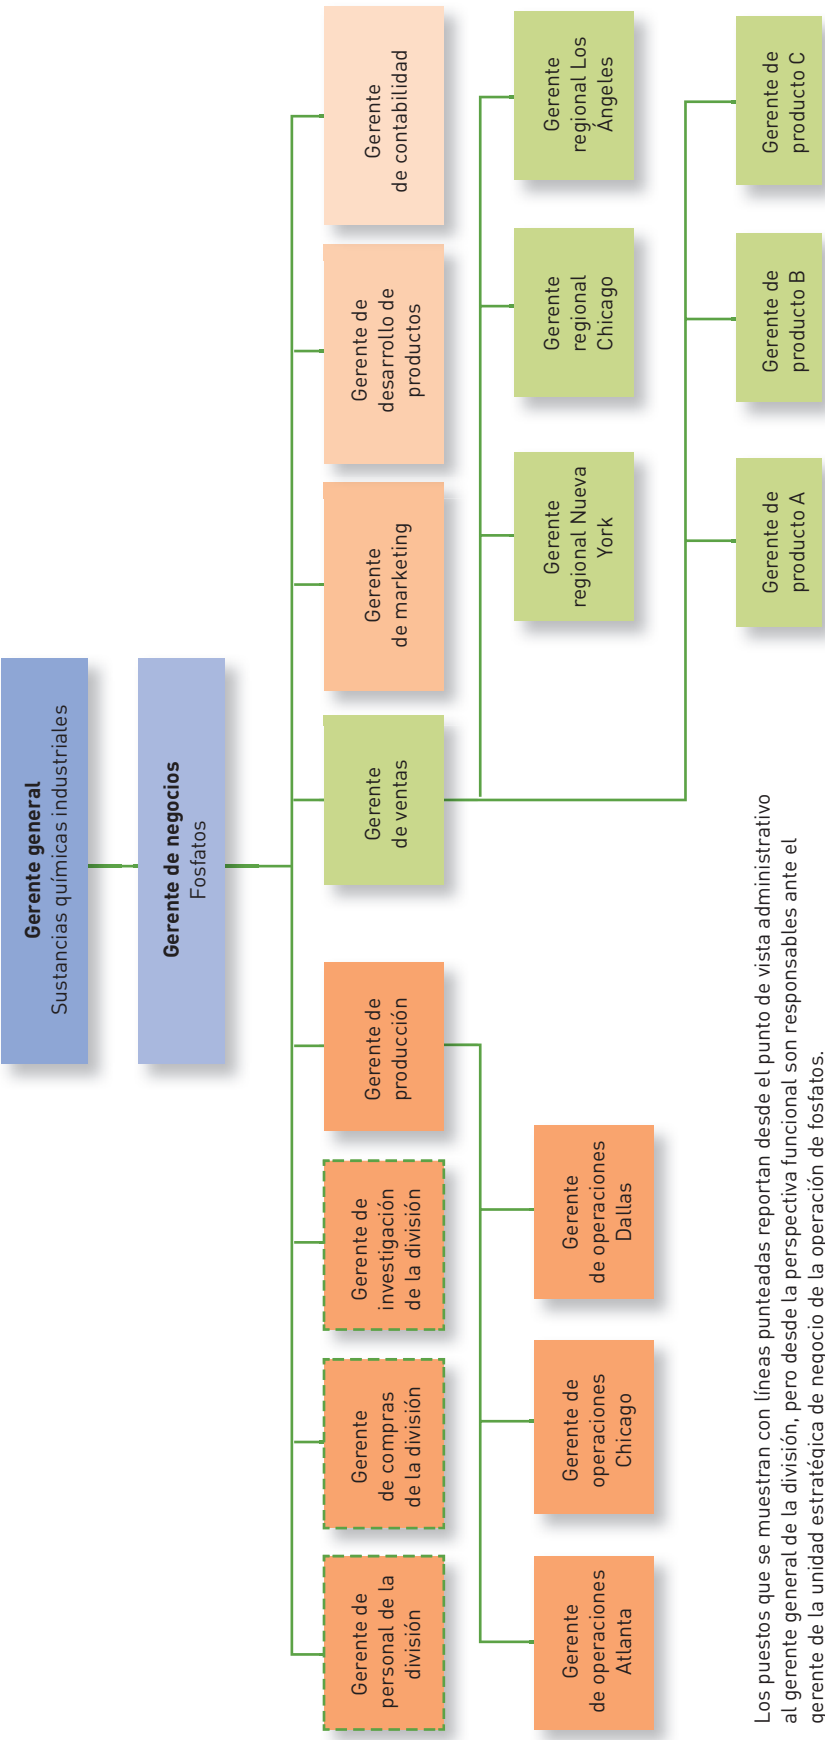 Gerente general
Sustancias químicas industriales
Gerente de negocios
Fosfatos
Gerente de
personal de la
división
Gerente
de compras
de la división
Gerente de
investigación
de la división
Gerente de
producción
Gerente
de ventas
Gerente
de marketing
Gerente de
desarrollo de
productos
Gerente
de contabilidad
Gerente
de operaciones
Atlanta
Gerente de
operaciones
Chicago
Gerente
de operaciones
Dallas
Gerente
regional Nueva
York
Gerente
regional
Chicago
Gerente
regional Los
Ángeles
Gerente de
producto A
Gerente de
producto B
Gerente de
producto C
Los puestos que se muestran con líneas punteadas reportan desde el punto de vista administrativo
al gerente general de la división, pero desde la perspectiva funcional son responsables ante el
gerente de la unidad estratégica de negocio de la operación de fosfatos.